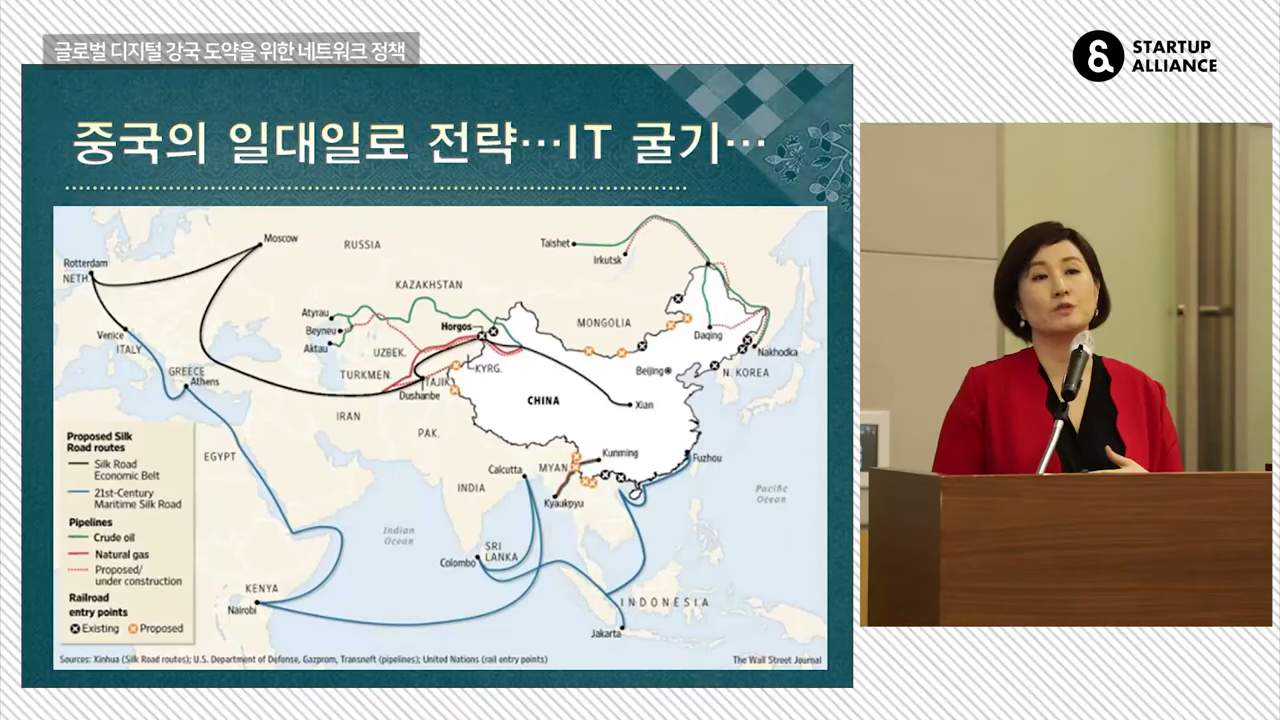 글로벌 디지털 강국 도약을 위한 네트워크 정책
STARTUP
ALLIANCE
중국의 일대일로 전략…IT 굴기…
Moscow
RUSSIA
Taishet
Irkutsk
Rotterdam
NETH.
KAZAKHSTAN
Atyrau
Beyneu
Aktau
Horgos
MONGOLIA
Daqing
Nakhodka
Venice
ITALY
UZBEK.
KYRG.
Beijing
N. KOREA
GREECE
Athens
TURKMEN
TAJIK
Dushanbe
CHINA
Xian
IRAN
PAK.
Proposed Silk
Road routes
Silk Road
Economic Belt
21st-Century
Maritime Silk Road
Pipelines
Crude oil
Natural gas
Proposed/
under construction
Railroad
entry points
Existing
Proposed
EGYPT
Calcutta
MYAN
Kunming
Fuzhou
INDIA
Kyaukpyu
Pacific
Ocean
Indian
Ocean
SRI
LANKA
Colombo
KENYA
Nairobi
INDONESIA
Jakarta
Sources: Xinhua (Silk Road routes); U.S. Department of Defense, Gazprom, Transneft (pipelines); United Nations (rail entry points)
The Wall Street Journal